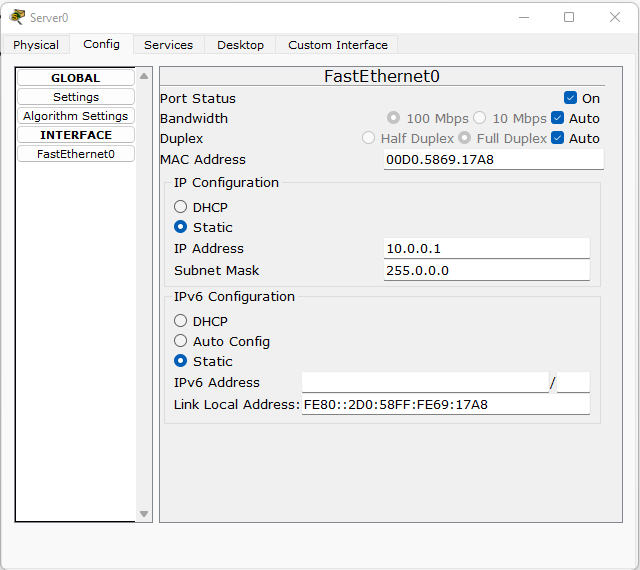 Server0
Physical Config Services Desktop Custom Interface
GLOBAL
Settings
Algorithm Settings
INTERFACE
FastEthernet0
FastEthernet0
Port Status On
Bandwidth 100 Mbps 10 Mbps Auto
Duplex Half Duplex Full Duplex Auto
MAC Address 00D0.5869.17A8
IP Configuration
DHCP
Static
IP Address 10.0.0.1
Subnet Mask 255.0.0.0
IPv6 Configuration
DHCP
Auto Config
Static
IPv6 Address /
Link Local Address: FE80::2D0:58FF:FE69:17A8